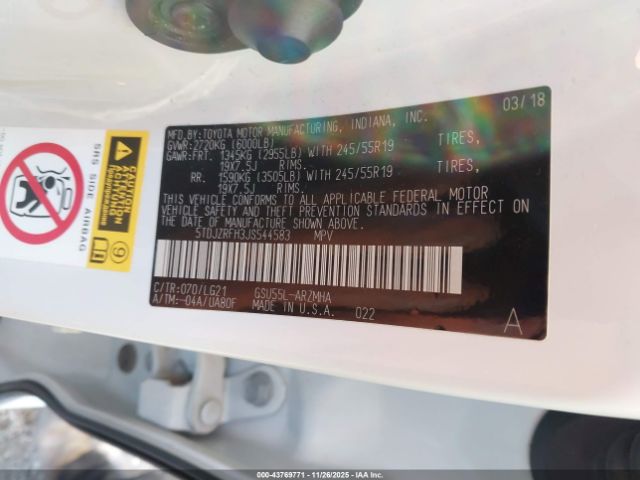 03/18
MFD.BY:TOYOTA MOTOR MANUFACTURING, INDIANA, INC.
GVWR:2720KG (6000LB)
GAWR:FRT. 1345KG (2955LB) WITH 245/55R19 TIRES,
19X7.5J RIMS.
RR. 1590KG (3505LB) WITH 245/55R19 TIRES,
19X7.5J RIMS.
THIS VEHICLE CONFORMS TO ALL APPLICABLE FEDERAL MOTOR
VEHICLE SAFETY AND THEFT PREVENTION STANDARDS IN EFFECT ON
THE DATE OF MANUFACTURE SHOWN ABOVE.
5TDJZRFH3JS544583 MPV
C/TR:070/LG21 GSU55L-ARZMHA
A/TM:-04A/UA80F MADE IN U.S.A. 022
A
SRS SIDE AIRBAG
CAUTION
9
000-43769771 - 11/26/2025 - Copyright © IAA, Inc.